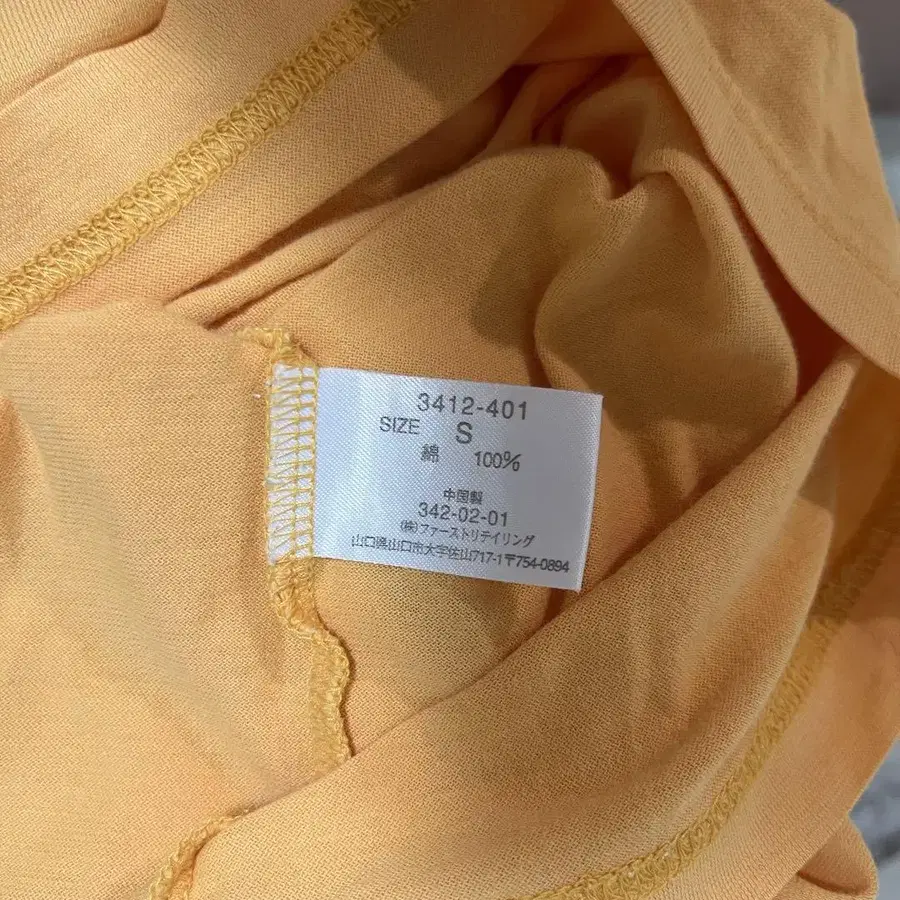 3412-401
SIZE S
綿 100%
中国製
342-02-01
(株)ファーストリテイリング
山口県山口市大字佐山717-1〒754-0894